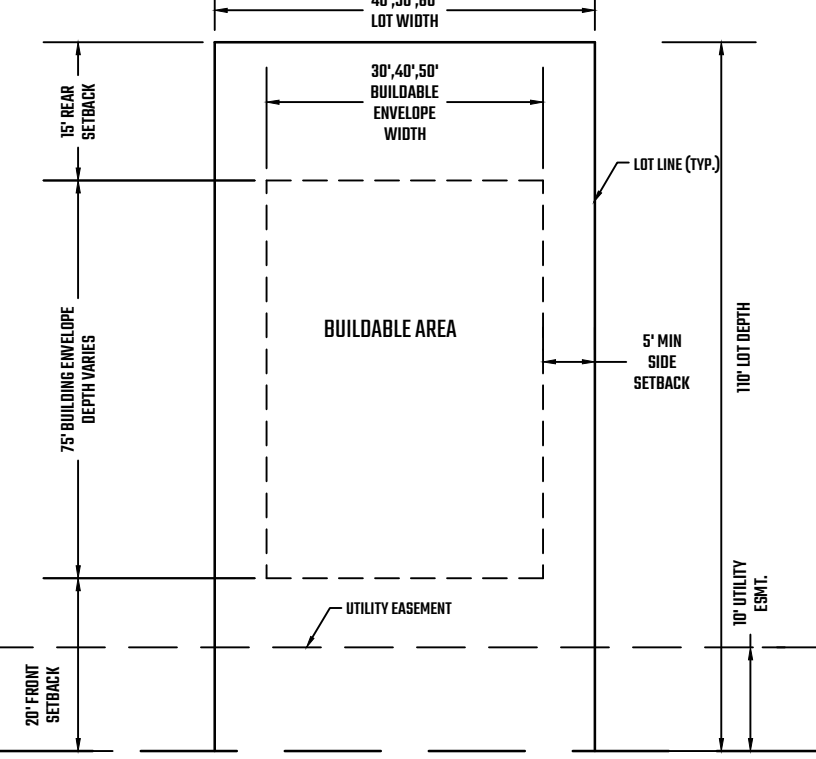 40',50',60'
LOT WIDTH
15' REAR
SETBACK
30',40',50'
BUILDABLE
ENVELOPE
WIDTH
LOT LINE (TYP.)
75' BUILDING ENVELOPE
DEPTH VARIES
BUILDABLE AREA
5' MIN
SIDE
SETBACK
110' LOT DEPTH
UTILITY EASEMENT
10' UTILITY
ESMT.
20' FRONT
SETBACK